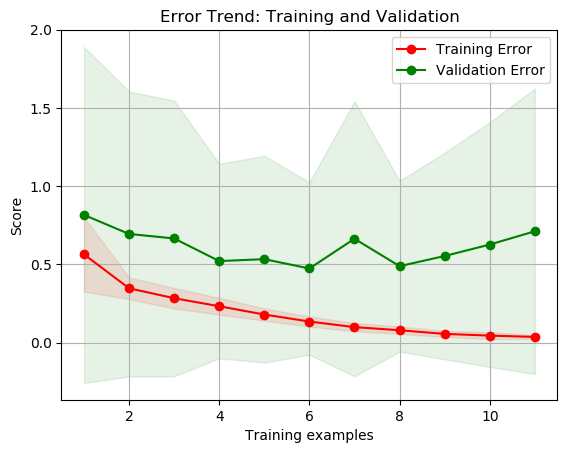 Error Trend: Training and Validation
2.0
1.5
1.0
0.5
0.0
Score
Training Error
Validation Error
2
4
6
8
10
Training examples